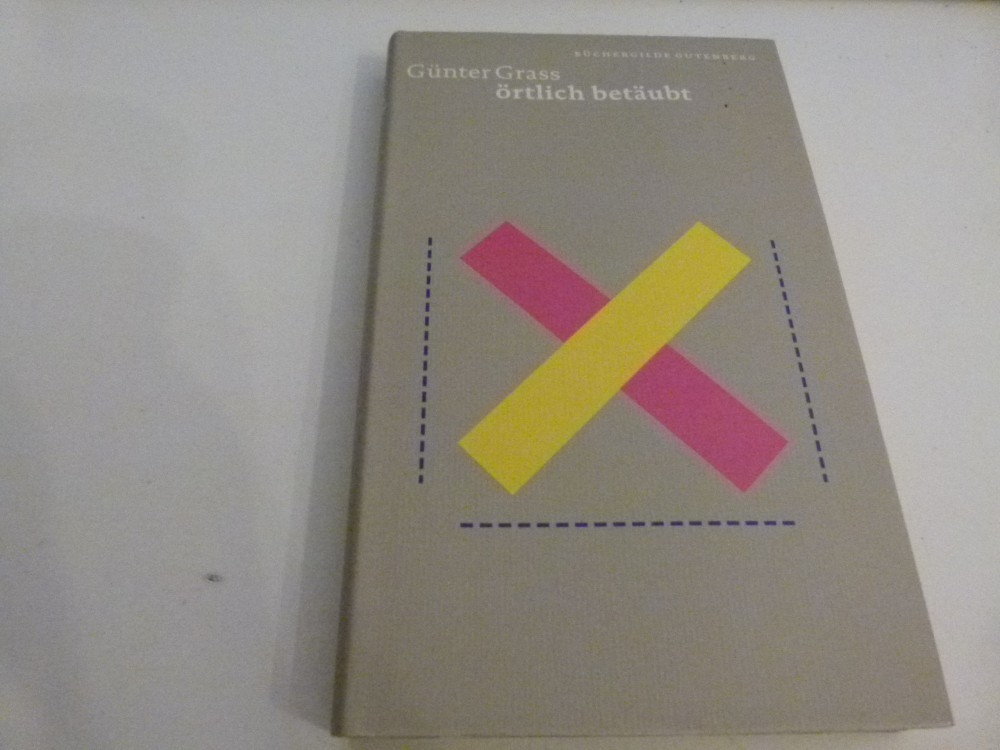 BÜCHERGILDE GUTENBERG
Günter Grass
örtlich betäubt